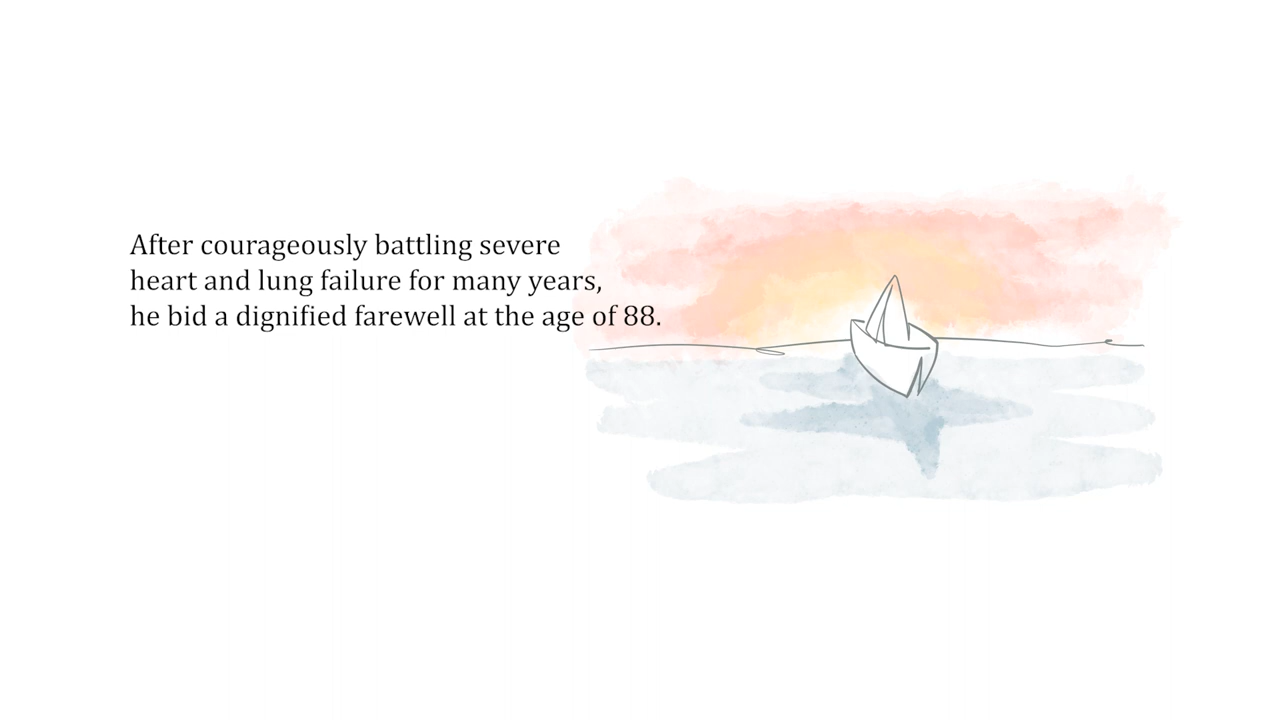 After courageously battling severe
heart and lung failure for many years,
he bid a dignified farewell at the age of 88.